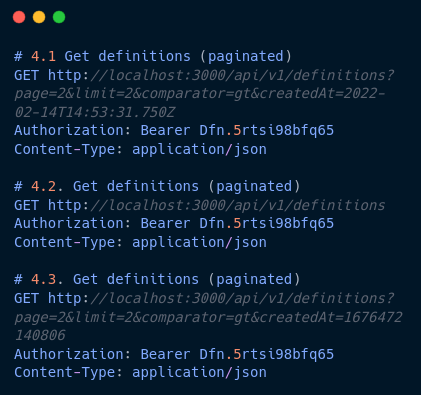 # 4.1 Get definitions (paginated)
GET http://localhost:3000/api/v1/definitions?
page=2&limit=2&comparator=gt&createdAt=2022-
02-14T14:53:31.750Z
Authorization: Bearer Dfn.5rtsi98bfq65
Content-Type: application/json

# 4.2. Get definitions (paginated)
GET http://localhost:3000/api/v1/definitions
Authorization: Bearer Dfn.5rtsi98bfq65
Content-Type: application/json

# 4.3. Get definitions (paginated)
GET http://localhost:3000/api/v1/definitions?
page=2&limit=2&comparator=gt&createdAt=1676472
140806
Authorization: Bearer Dfn.5rtsi98bfq65
Content-Type: application/json